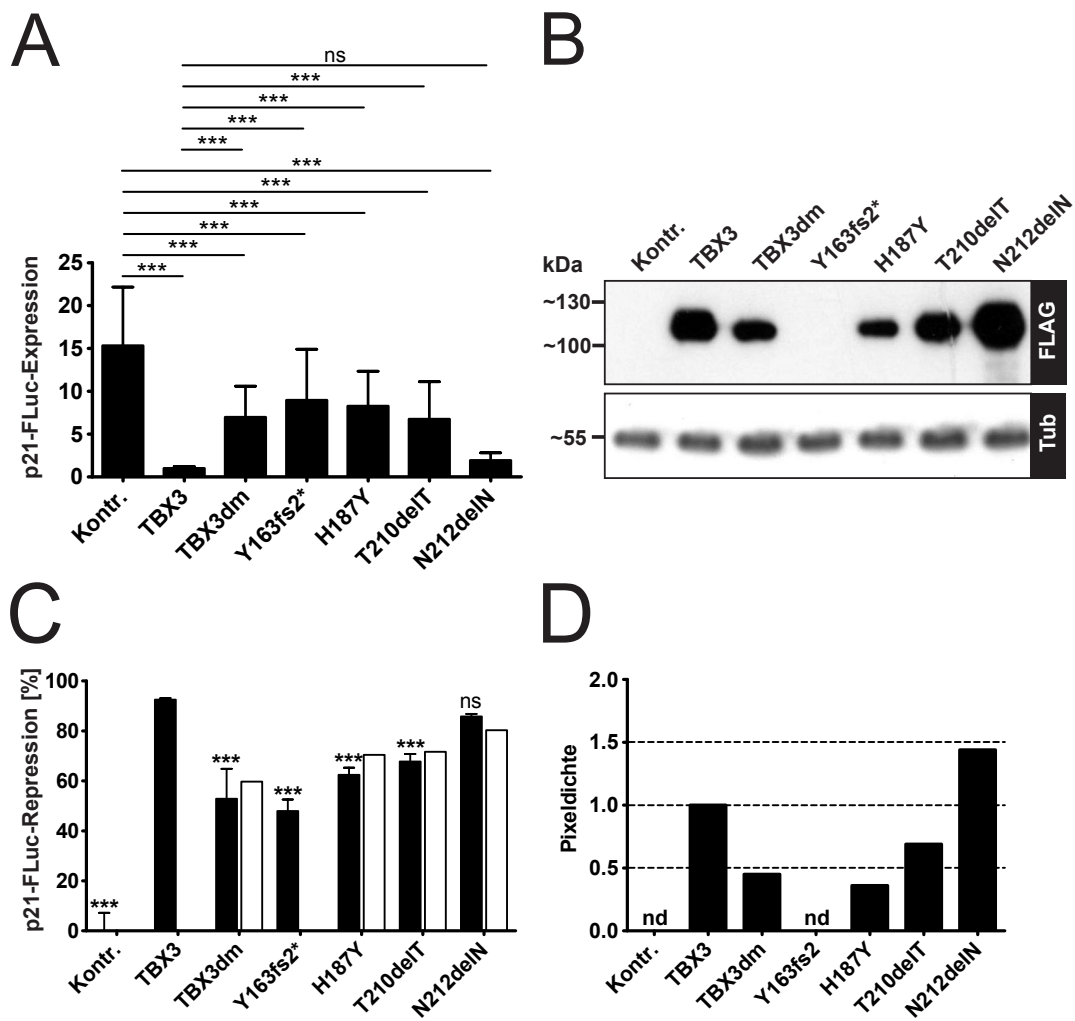 A
ns
***
***
***
***
***
***
***
***
***
***
p21-FLuc-Expression
25
20
15
10
5
0
Kontr.
TBX3
TBX3dm
Y163fs2*
H187Y
T210delT
N212delN
B
Kontr.
TBX3
TBX3dm
Y163fs2*
H187Y
T210delT
N212delN
kDa
~130
~100
FLAG
~55
Tub
C
p21-FLuc-Repression [%]
100
80
60
40
20
0
***
***
***
***
***
ns
Kontr.
TBX3
TBX3dm
Y163fs2*
H187Y
T210delT
N212delN
D
Pixeldichte
2.0
1.5
1.0
0.5
0.0
nd
nd
Kontr.
TBX3
TBX3dm
Y163fs2
H187Y
T210delT
N212delN